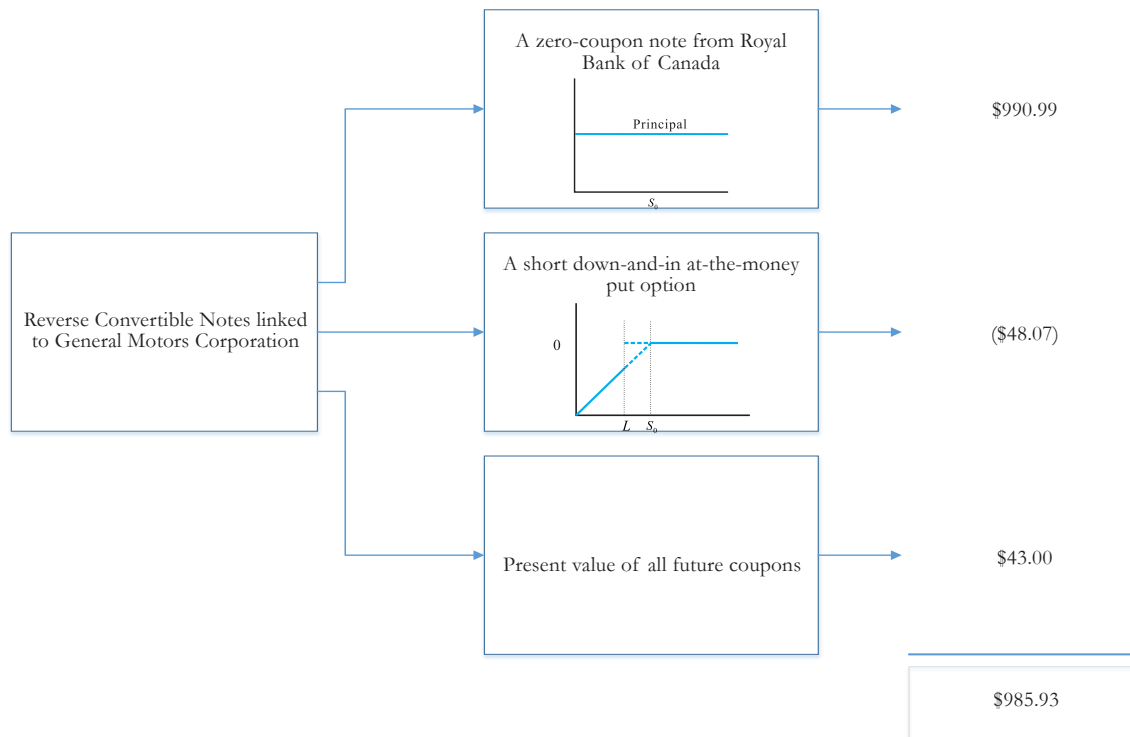 A zero-coupon note from Royal
Bank of Canada
Principal
S₀
$990.99
Reverse Convertible Notes linked
to General Motors Corporation
A short down-and-in at-the-money
put option
0
L S₀
($48.07)
Present value of all future coupons
$43.00
$985.93